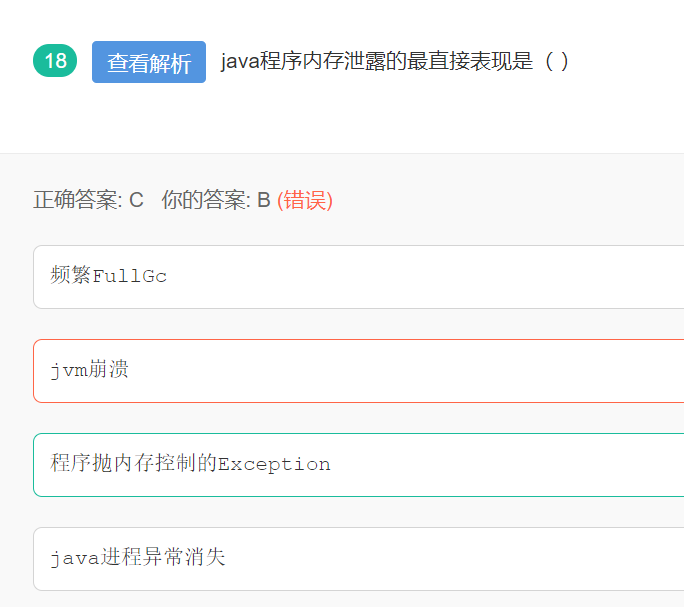 18 查看解析 java程序内存泄露的最直接表现是（ ）
正确答案: C 你的答案: B (错误)
频繁FullGc
jvm崩溃
程序抛内存控制的Exception
java进程异常消失